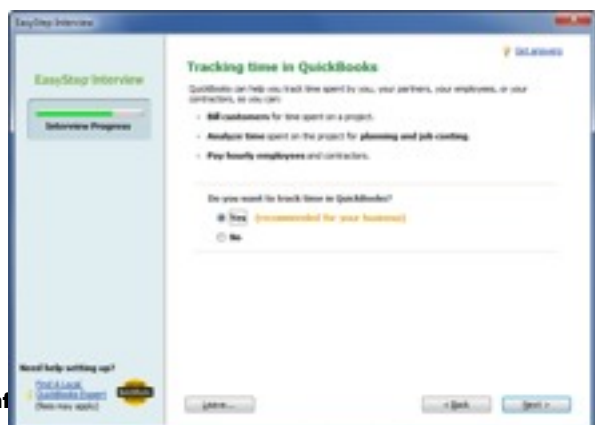 EasyStep Interview
Get answers
EasyStep Interview
Interview Progress
Tracking time in QuickBooks
QuickBooks can help you track time spent by you, your partners, your employees, or your
contractors, so you can:
• Bill customers for time spent on a project.
• Analyze time spent on the project for planning and job costing.
• Pay hourly employees and contractors.
Do you want to track time in QuickBooks?
Yes (recommended for your business)
No
Need help setting up?
Find A Local
QuickBooks Expert
(fees may apply)
Leave...
< Back
Next >